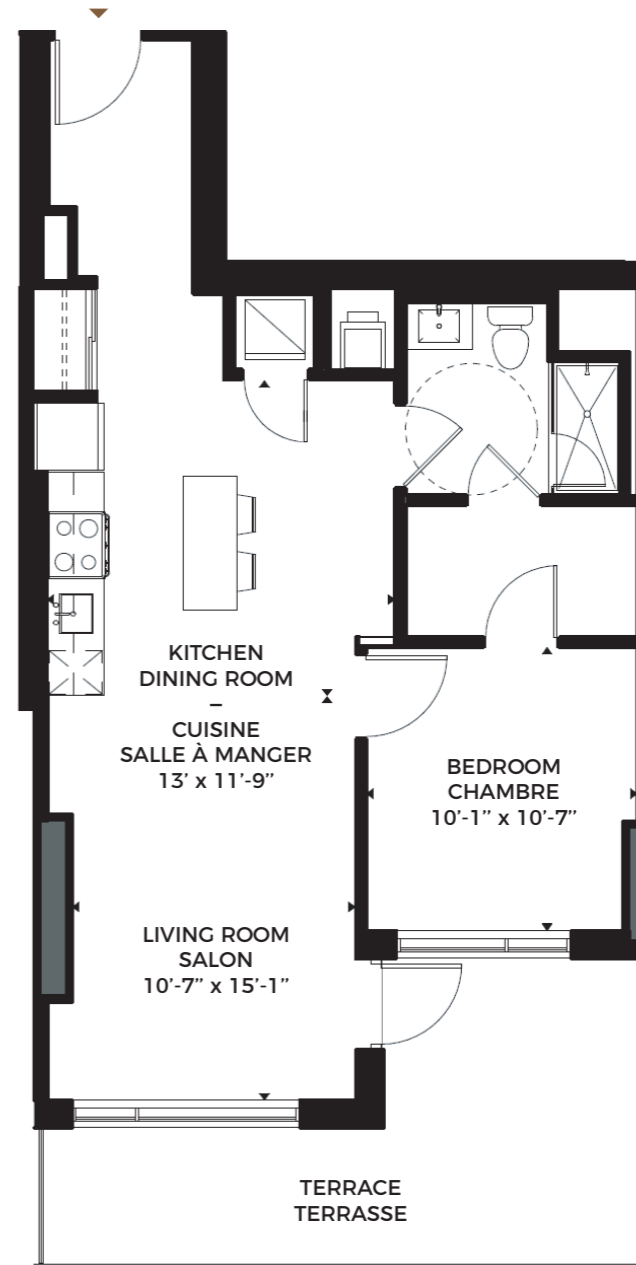 KITCHEN
DINING ROOM
–
CUISINE
SALLE À MANGER
13’ x 11’-9”
BEDROOM
CHAMBRE
10’-1” x 10’-7”
LIVING ROOM
SALON
10’-7” x 15’-1”
TERRACE
TERRASSE